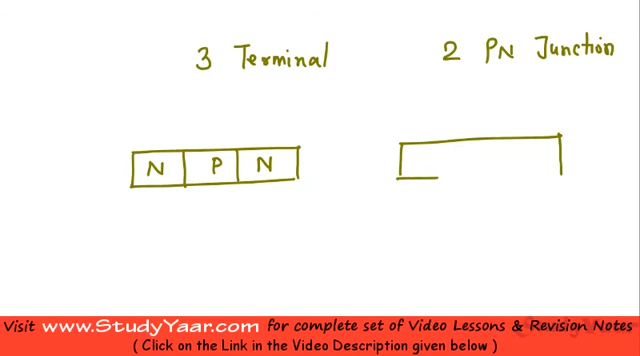 3 Terminal 2 PN Junction
N P N
Visit www.StudyYaar.com for complete set of Video Lessons & Revision Notes
( Click on the Link in the Video Description given below )